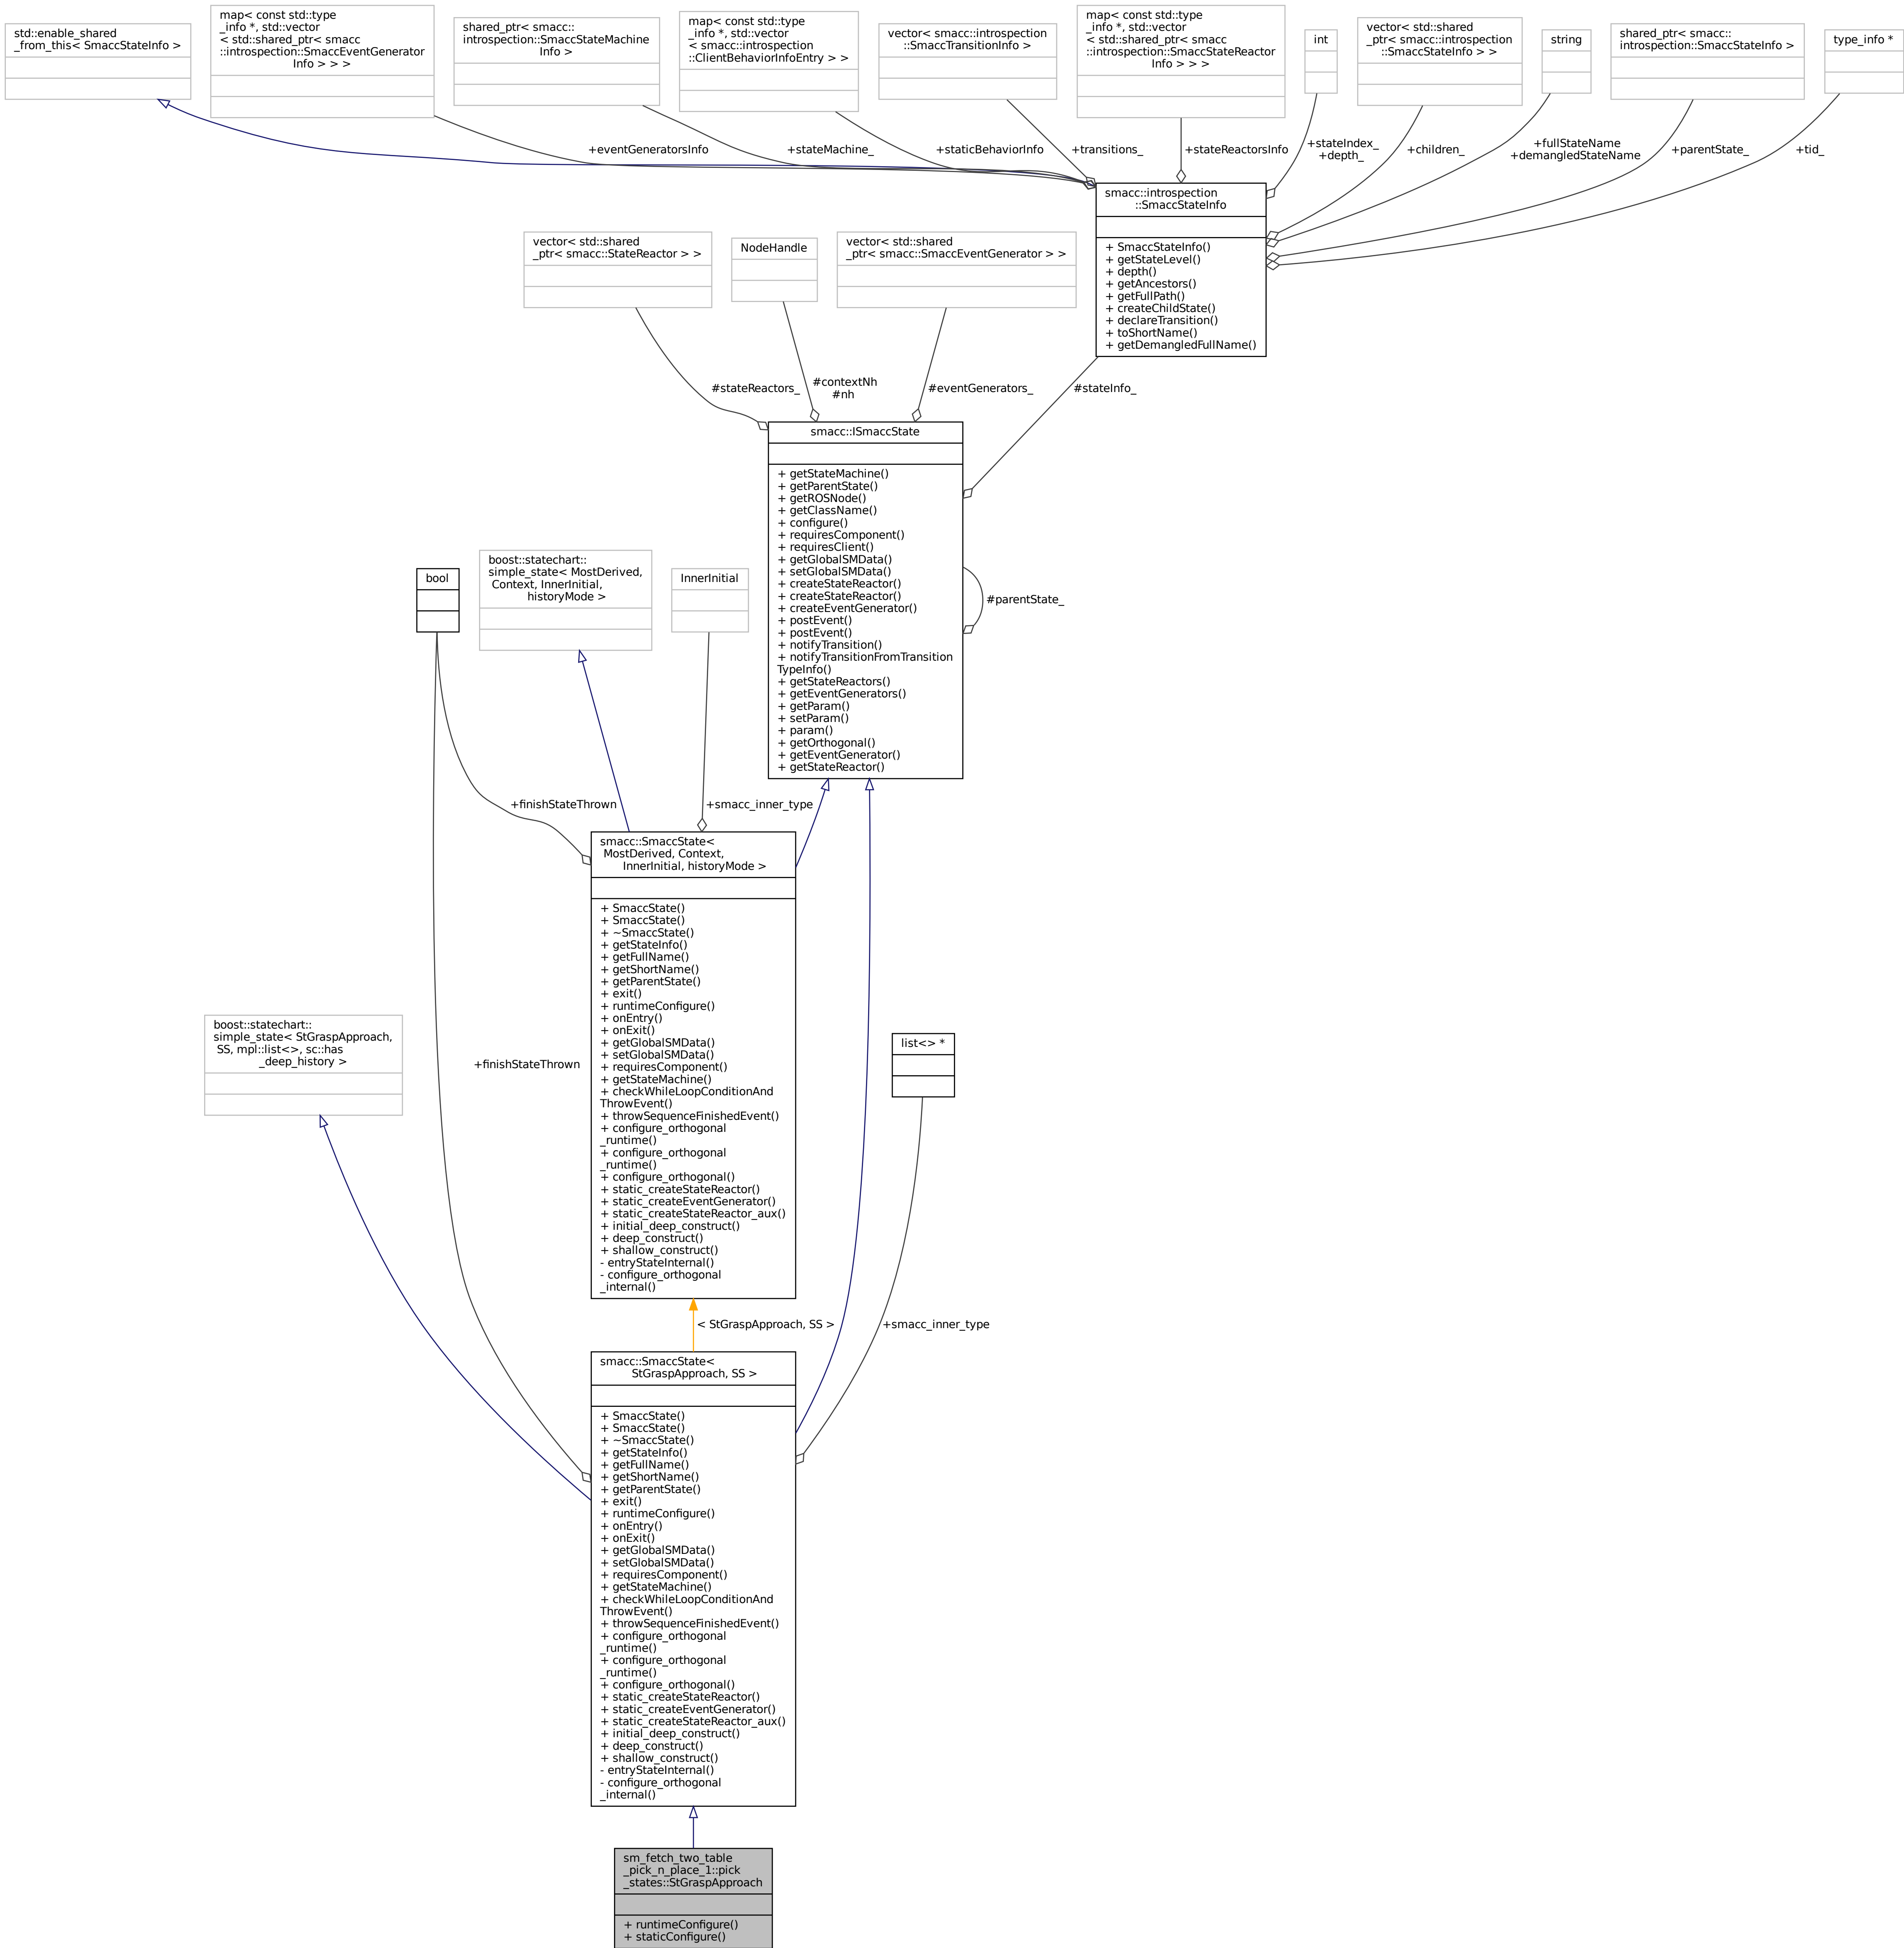 std::enable_shared
_from_this< SmaccStateInfo >
map< const std::type
_info *, std::vector
< std::shared_ptr< smacc
::introspection::SmaccEventGenerator
Info > > >
shared_ptr< smacc::
introspection::SmaccStateMachine
Info >
map< const std::type
_info *, std::vector
< smacc::introspection
::ClientBehaviorInfoEntry > >
vector< smacc::introspection
::SmaccTransitionInfo >
map< const std::type
_info *, std::vector
< std::shared_ptr< smacc
::introspection::SmaccStateReactor
Info > > >
int
vector< std::shared
_ptr< smacc::introspection
::SmaccStateInfo > >
string
shared_ptr< smacc::
introspection::SmaccStateInfo >
type_info *
+eventGeneratorsInfo
+stateMachine_
+staticBehaviorInfo
+transitions_
+stateReactorsInfo
+stateIndex_
+depth_
+children_
+fullStateName
+demangledStateName
+parentState_
+tid_
smacc::introspection
::SmaccStateInfo
+ SmaccStateInfo()
+ getStateLevel()
+ depth()
+ getAncestors()
+ getFullPath()
+ createChildState()
+ declareTransition()
+ toShortName()
+ getDemangledFullName()
vector< std::shared
_ptr< smacc::StateReactor > >
NodeHandle
vector< std::shared
_ptr< smacc::SmaccEventGenerator > >
#stateReactors_
#contextNh
#nh
#eventGenerators_
#stateInfo_
smacc::ISmaccState
+ getStateMachine()
+ getParentState()
+ getROSNode()
+ getClassName()
+ configure()
+ requiresComponent()
+ requiresClient()
+ getGlobalSMData()
+ setGlobalSMData()
+ createStateReactor()
+ createStateReactor()
+ createEventGenerator()
+ postEvent()
+ postEvent()
+ notifyTransition()
+ notifyTransitionFromTransition
TypeInfo()
+ getStateReactors()
+ getEventGenerators()
+ getParam()
+ setParam()
+ param()
+ getOrthogonal()
+ getEventGenerator()
+ getStateReactor()
#parentState_
bool
boost::statechart::
simple_state< MostDerived,
Context, InnerInitial,
historyMode >
InnerInitial
+finishStateThrown
+smacc_inner_type
smacc::SmaccState<
MostDerived, Context,
InnerInitial, historyMode >
+ SmaccState()
+ SmaccState()
+ ~SmaccState()
+ getStateInfo()
+ getFullName()
+ getShortName()
+ getParentState()
+ exit()
+ runtimeConfigure()
+ onEntry()
+ onExit()
+ getGlobalSMData()
+ setGlobalSMData()
+ requiresComponent()
+ getStateMachine()
+ checkWhileLoopConditionAnd
ThrowEvent()
+ throwSequenceFinishedEvent()
+ configure_orthogonal
_runtime()
+ configure_orthogonal
_runtime()
+ configure_orthogonal()
+ static_createStateReactor()
+ static_createEventGenerator()
+ static_createStateReactor_aux()
+ initial_deep_construct()
+ deep_construct()
+ shallow_construct()
- entryStateInternal()
- configure_orthogonal
_internal()
boost::statechart::
simple_state< StGraspApproach,
SS, mpl::list<>, sc::has
_deep_history >
+finishStateThrown
list<> *
< StGraspApproach, SS >
+smacc_inner_type
smacc::SmaccState<
StGraspApproach, SS >
+ SmaccState()
+ SmaccState()
+ ~SmaccState()
+ getStateInfo()
+ getFullName()
+ getShortName()
+ getParentState()
+ exit()
+ runtimeConfigure()
+ onEntry()
+ onExit()
+ getGlobalSMData()
+ setGlobalSMData()
+ requiresComponent()
+ getStateMachine()
+ checkWhileLoopConditionAnd
ThrowEvent()
+ throwSequenceFinishedEvent()
+ configure_orthogonal
_runtime()
+ configure_orthogonal
_runtime()
+ configure_orthogonal()
+ static_createStateReactor()
+ static_createEventGenerator()
+ static_createStateReactor_aux()
+ initial_deep_construct()
+ deep_construct()
+ shallow_construct()
- entryStateInternal()
- configure_orthogonal
_internal()
sm_fetch_two_table
_pick_n_place_1::pick
_states::StGraspApproach
+ runtimeConfigure()
+ staticConfigure()